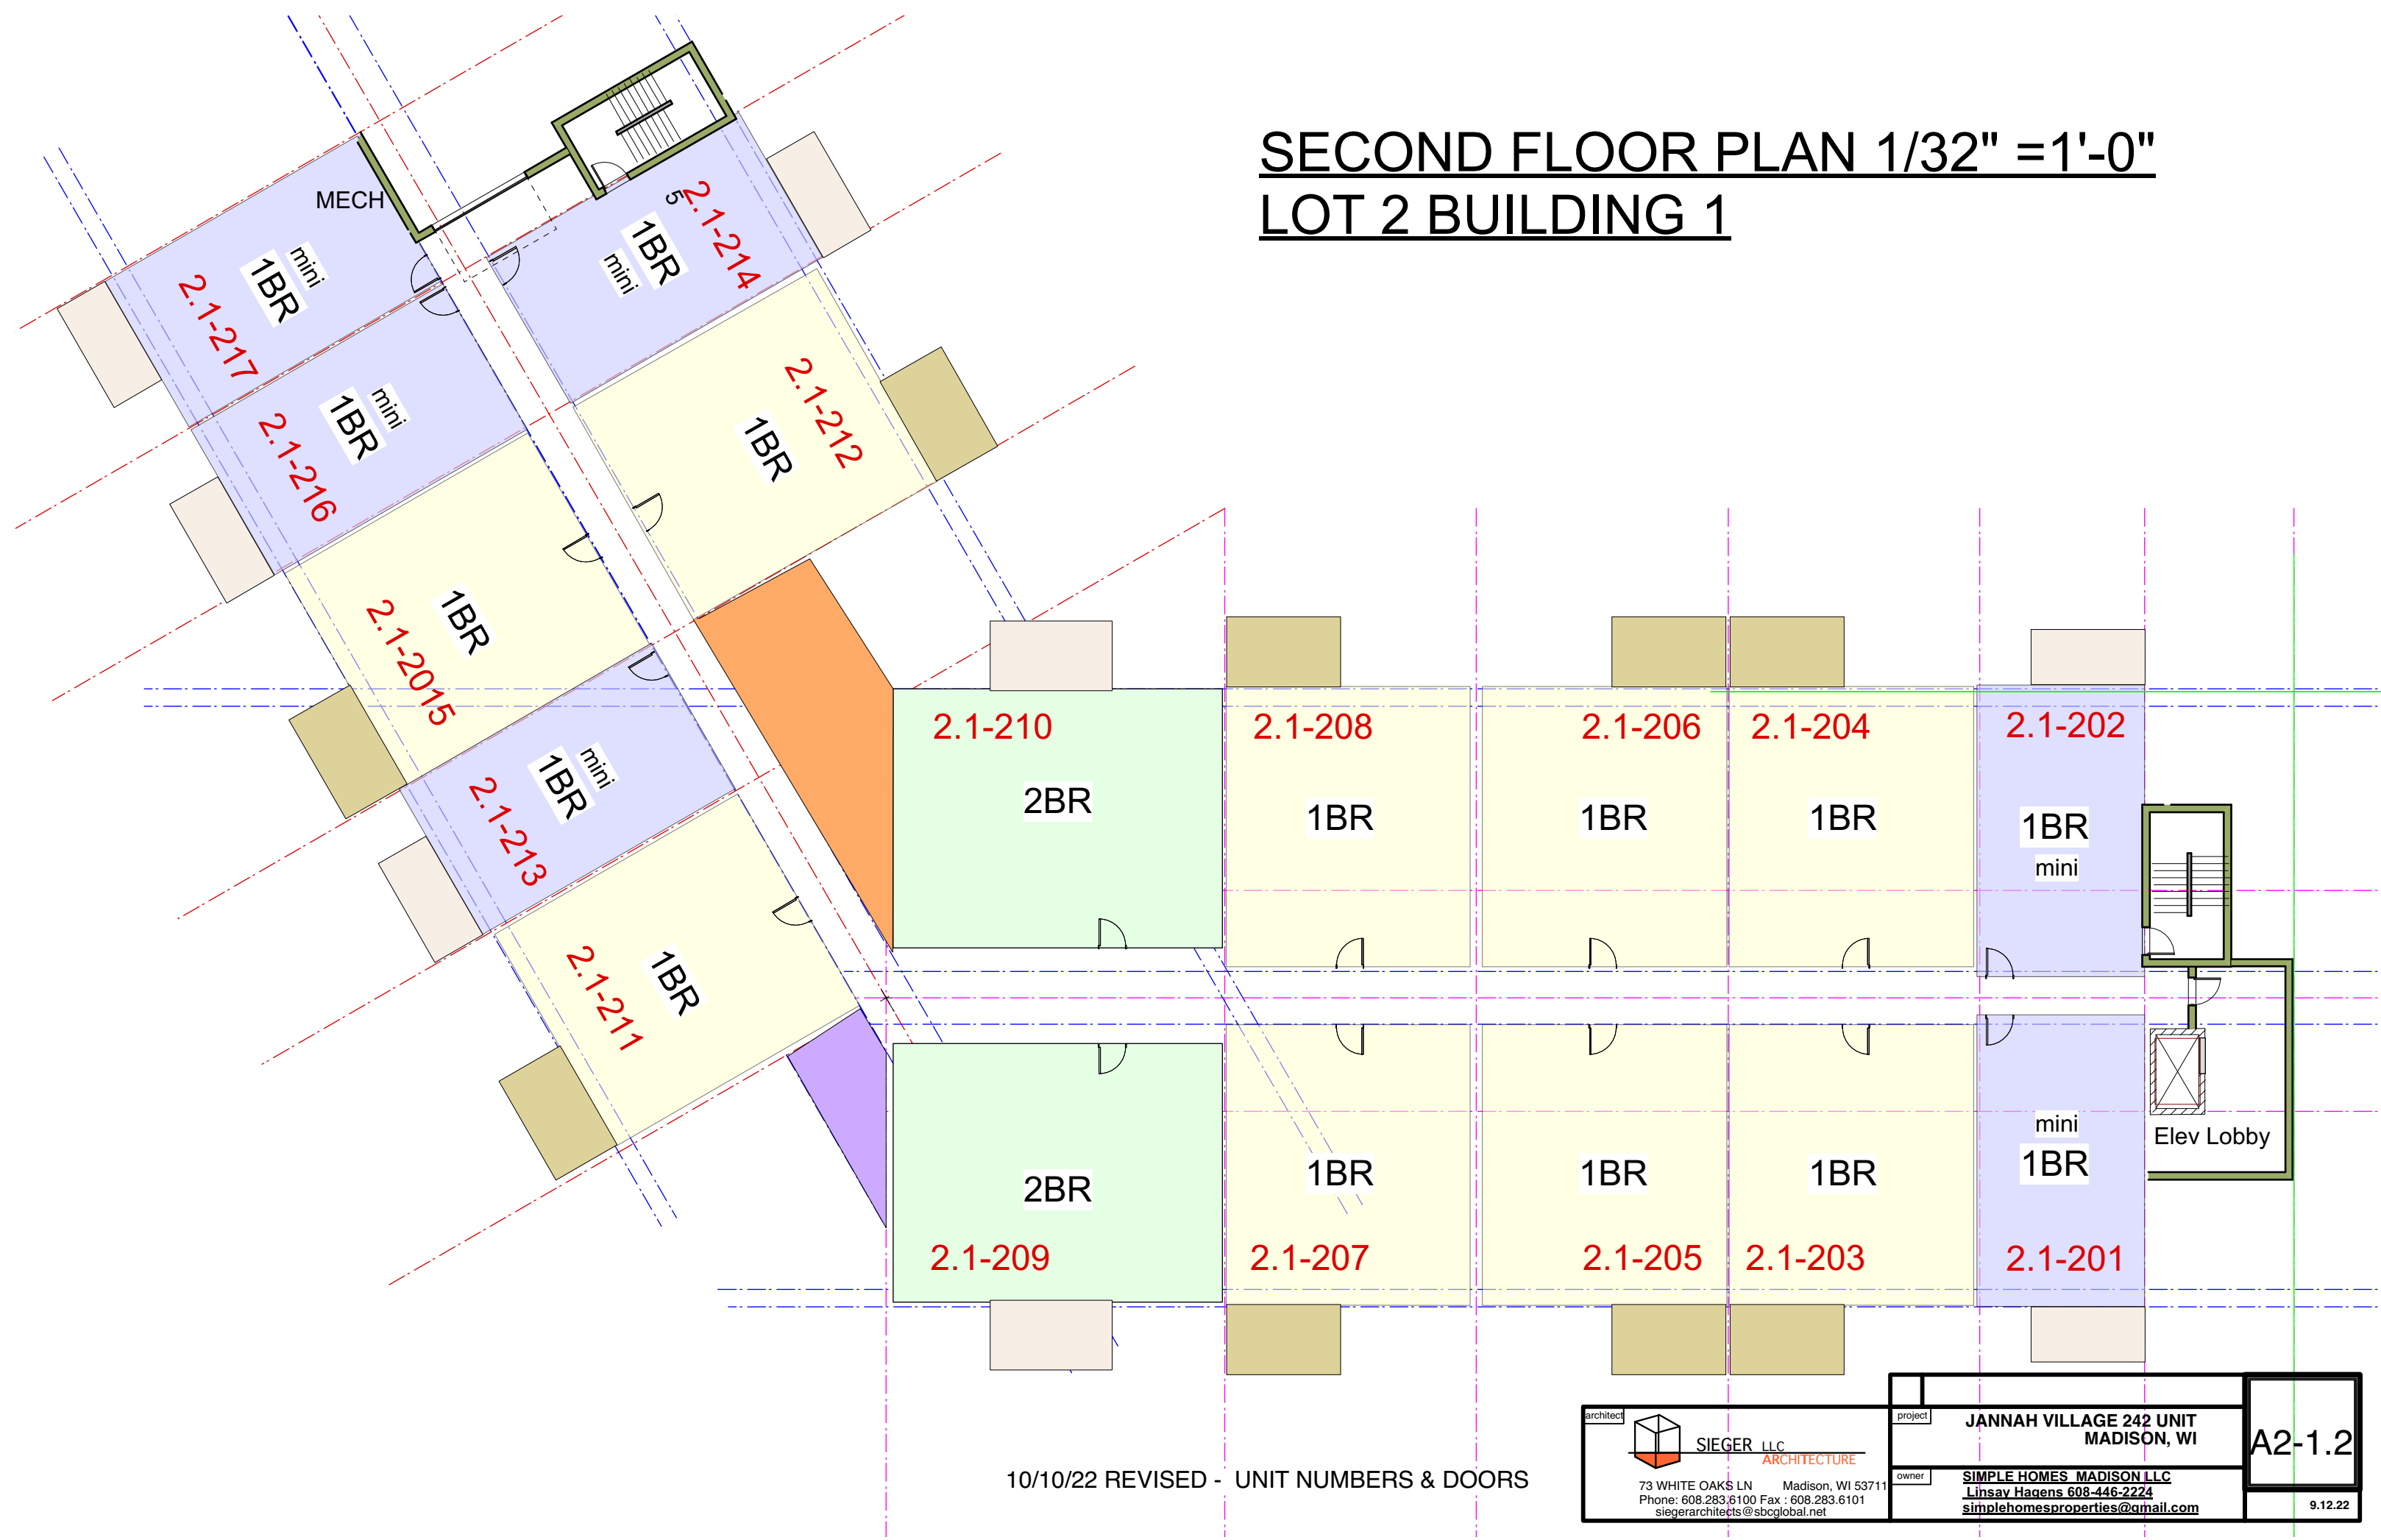 SECOND FLOOR PLAN 1/32" =1'-0"
LOT 2 BUILDING 1
MECH
mini
1BR
2.1-217
5
2.1-214
1BR
mini
mini
1BR
2.1-216
2.1-212
1BR
1BR
2.1-2015
mini
1BR
2.1-213
1BR
2.1-211
2.1-210
2BR
2.1-208
1BR
2.1-206
1BR
2.1-204
1BR
2.1-202
1BR
mini
2BR
2.1-209
1BR
2.1-207
1BR
2.1-205
1BR
2.1-203
mini
1BR
2.1-201
Elev Lobby
10/10/22 REVISED - UNIT NUMBERS & DOORS
architect
SIEGER LLC
ARCHITECTURE
73 WHITE OAKS LN Madison, WI 53711
Phone: 608.283.6100 Fax : 608.283.6101
siegerarchitects@sbcglobal.net
project
JANNAH VILLAGE 242 UNIT
MADISON, WI
owner
SIMPLE HOMES MADISON LLC
Linsay Hagens 608-446-2224
simplehomesproperties@gmail.com
A2-1.2
9.12.22